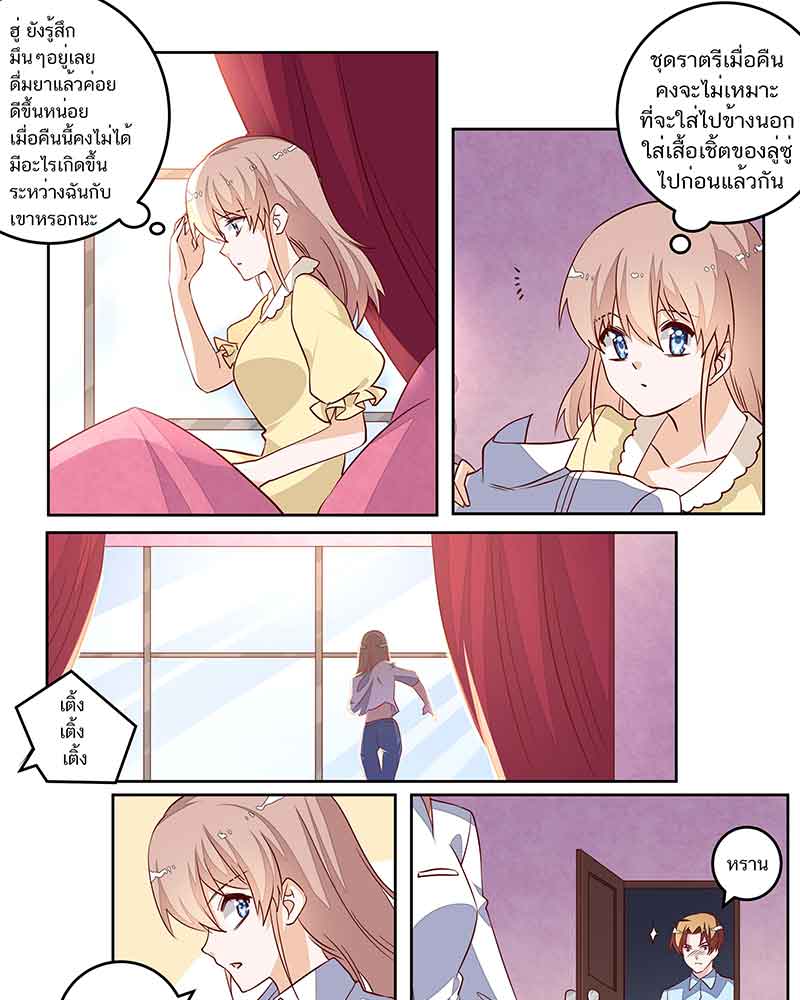 ฮู่ ยังรู้สึก
มึนๆอยู่เลย
ดื่มยาแล้วค่อย
ดีขึ้นหน่อย
เมื่อคืนนี้คงไม่ได้
มีอะไรเกิดขึ้น
ระหว่างฉันกับ
เขาหรอกนะ
ชุดราตรีเมื่อคืน
คงจะไม่เหมาะ
ที่จะใส่ไปข้างนอก
ใส่เสื้อเชิ้ตของลู่ซู่
ไปก่อนแล้วกัน
เติ้ง
เติ้ง
เติ้ง
หราน